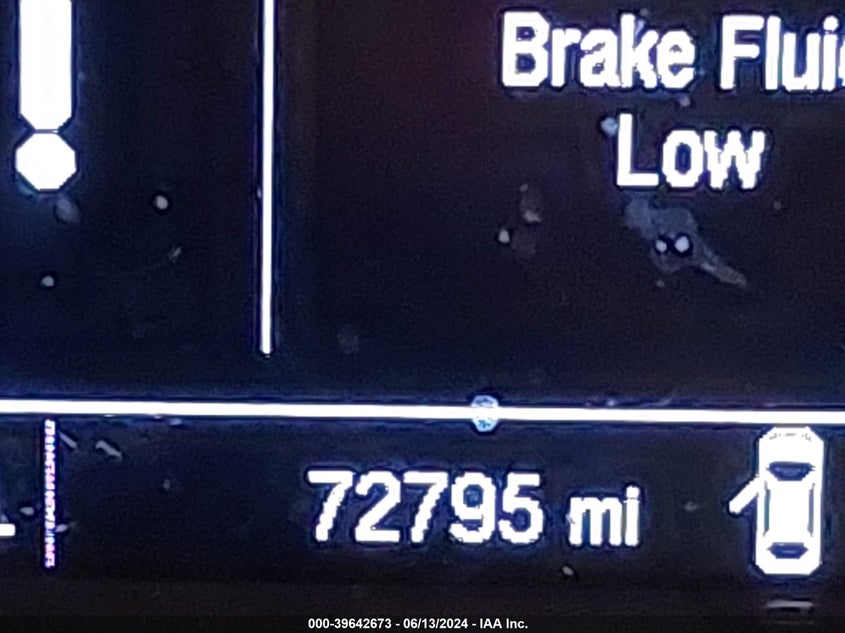 Brake Flui
Low
72795 mi
000-39642673 - 06/13/2024 - IAA Inc.